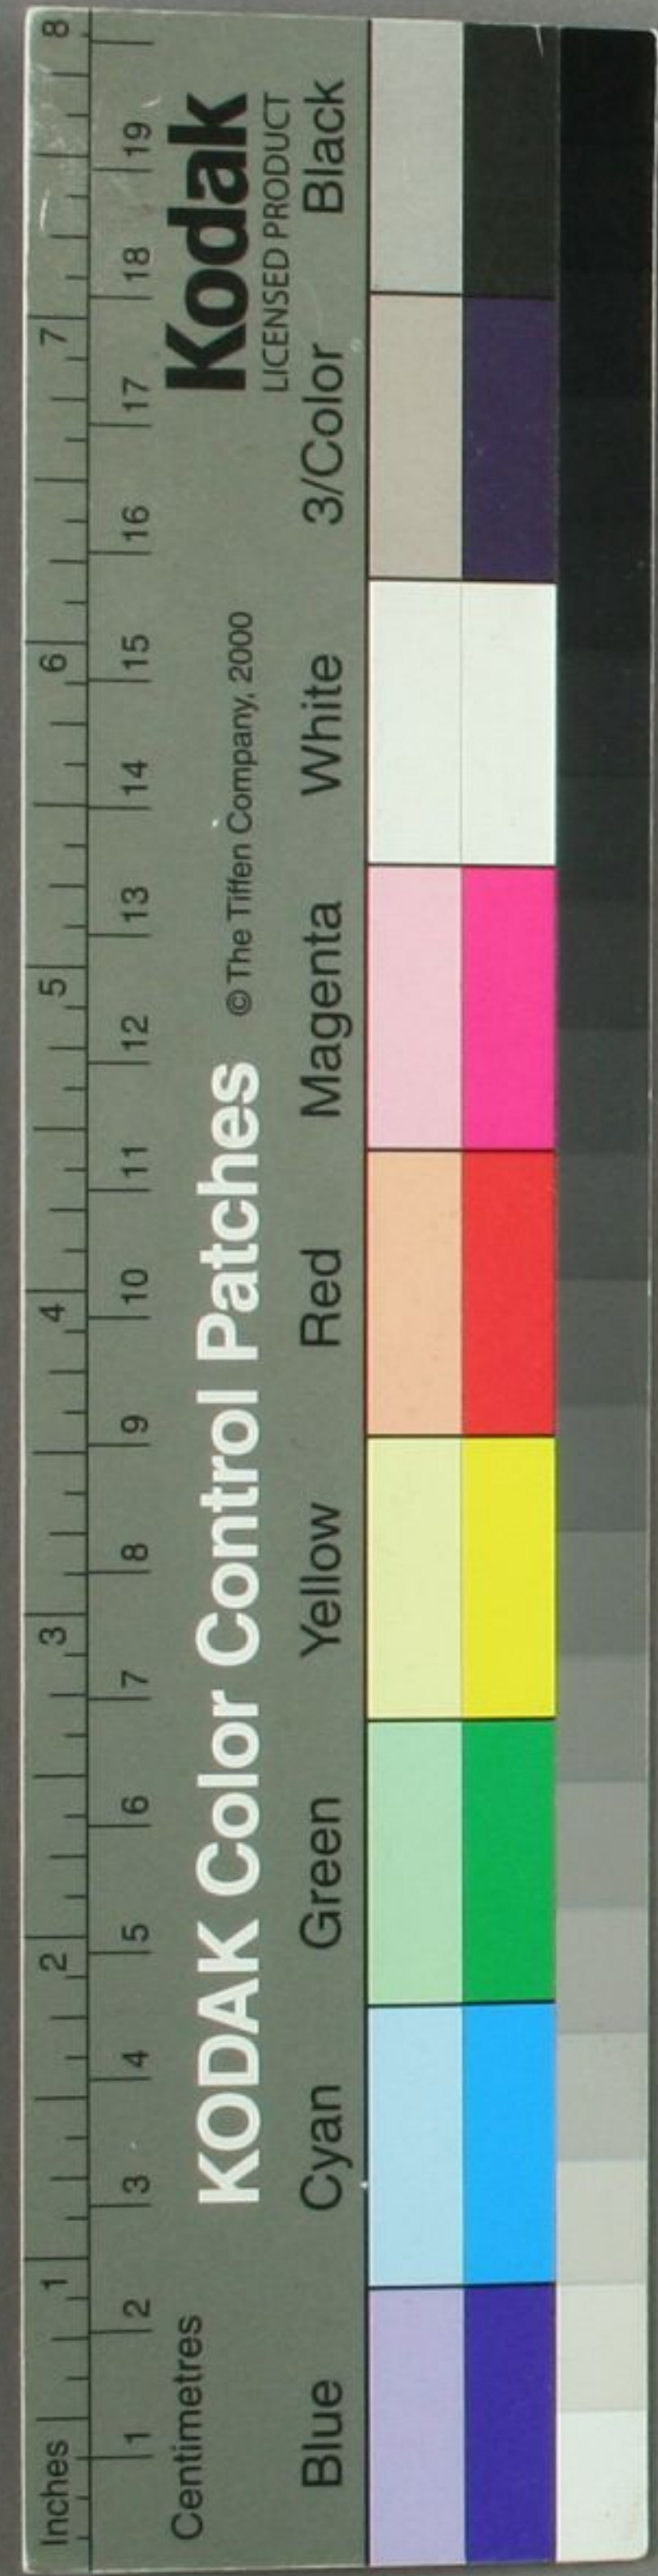 Inches 1 2 3 4 5 6 7 8
1 2 3 4 5 6 7 8 9 10 11 12 13 14 15 16 17 18 19
Centimetres
KODAK Color Control Patches © The Tiffen Company, 2000 Kodak
LICENSED PRODUCT
Blue Cyan Green Yellow Red Magenta White 3/Color Black